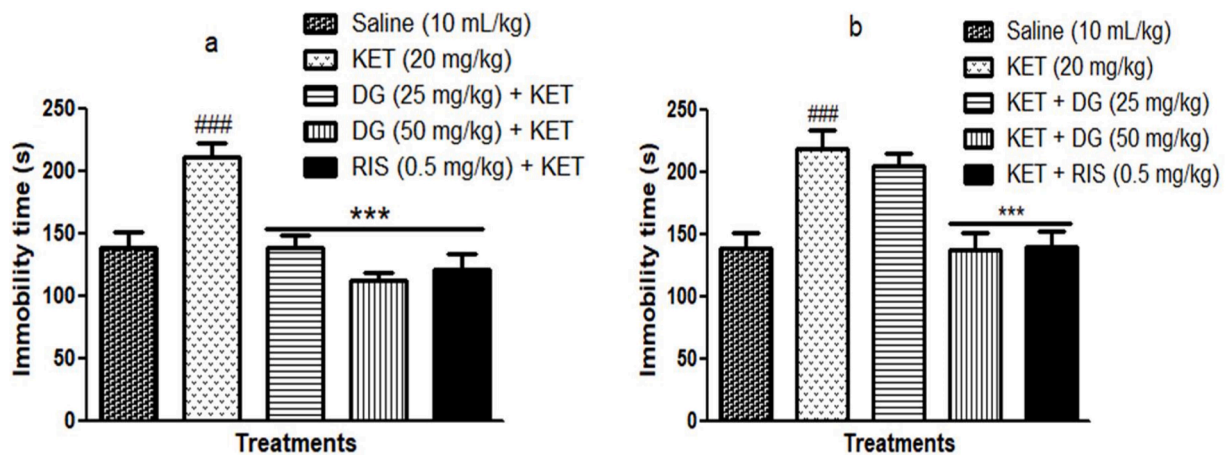 a
Saline (10 mL/kg)
KET (20 mg/kg)
DG (25 mg/kg) + KET
DG (50 mg/kg) + KET
RIS (0.5 mg/kg) + KET
Immobility time (s)
250
200
150
100
50
0
###
***
Treatments
b
Saline (10 mL/kg)
KET (20 mg/kg)
KET + DG (25 mg/kg)
KET + DG (50 mg/kg)
KET + RIS (0.5 mg/kg)
Immobility time (s)
250
200
150
100
50
0
###
***
Treatments